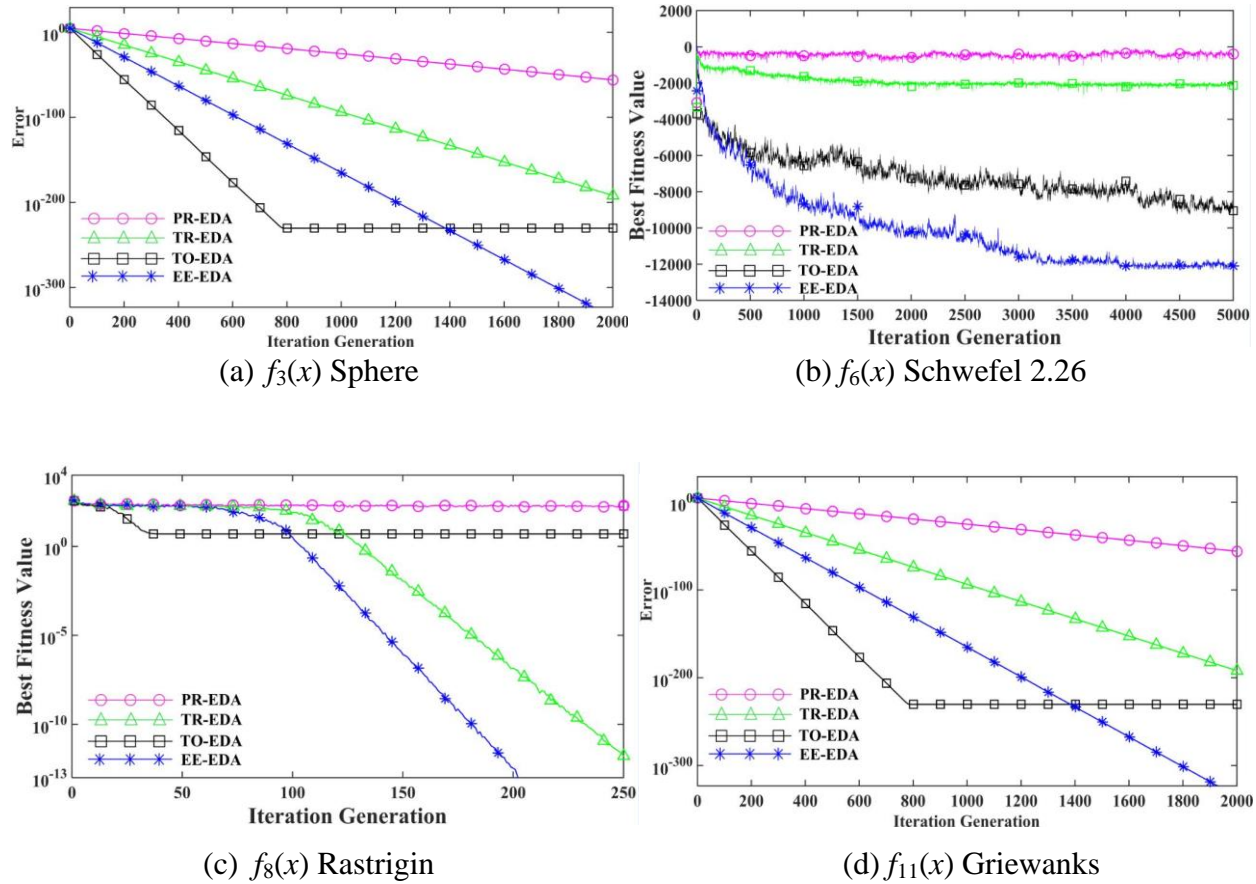 10^0
10^-100
10^-200
10^-300
Error
PR-EDA
TR-EDA
TO-EDA
EE-EDA
0 200 400 600 800 1000 1200 1400 1600 1800 2000
Iteration Generation
(a) f3(x) Sphere
2000
0
-2000
-4000
-6000
-8000
-10000
-12000
-14000
Best Fitness Value
PR-EDA
TR-EDA
TO-EDA
EE-EDA
0 500 1000 1500 2000 2500 3000 3500 4000 4500 5000
Iteration Generation
(b) f6(x) Schwefel 2.26
10^4
10^0
10^-5
10^-10
10^-13
Best Fitness Value
PR-EDA
TR-EDA
TO-EDA
EE-EDA
0 50 100 150 200 250
Iteration Generation
(c) f8(x) Rastrigin
10^0
10^-100
10^-200
10^-300
Error
PR-EDA
TR-EDA
TO-EDA
EE-EDA
0 200 400 600 800 1000 1200 1400 1600 1800 2000
Iteration Generation
(d) f11(x) Griewanks